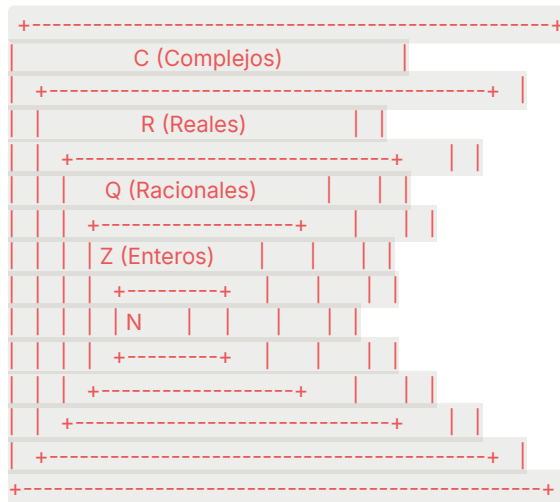 +---------------------------------------------------+
|                C (Complejos)                |
|  +-------------------------------------------+  |
|  |            R (Reales)            |  |
|  |  +--------------------------------+     |  |
|  |  |     Q (Racionales)        |     |  |
|  |  |  +---------------------+     |     |  |
|  |  |  | Z (Enteros)     |     |     |  |
|  |  |  |  +----------+    |     |     |  |
|  |  |  |  | N     |    |     |     |  |
|  |  |  |  +----------+    |     |     |  |
|  |  |  +---------------------+     |     |  |
|  |  +--------------------------------+     |  |
|  +-------------------------------------------+  |
+---------------------------------------------------+